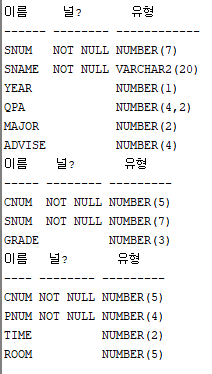 이름     널?       유형
------ -------- ------------
SNUM   NOT NULL NUMBER(7)
SNAME  NOT NULL VARCHAR2(20)
YEAR            NUMBER(1)
QPA             NUMBER(4,2)
MAJOR           NUMBER(2)
ADVISE          NUMBER(4)
이름    널?       유형
----- -------- ---------
CNUM  NOT NULL NUMBER(5)
SNUM  NOT NULL NUMBER(7)
GRADE          NUMBER(3)
이름   널?       유형
---- -------- ---------
CNUM NOT NULL NUMBER(5)
PNUM NOT NULL NUMBER(4)
TIME          NUMBER(2)
ROOM          NUMBER(5)